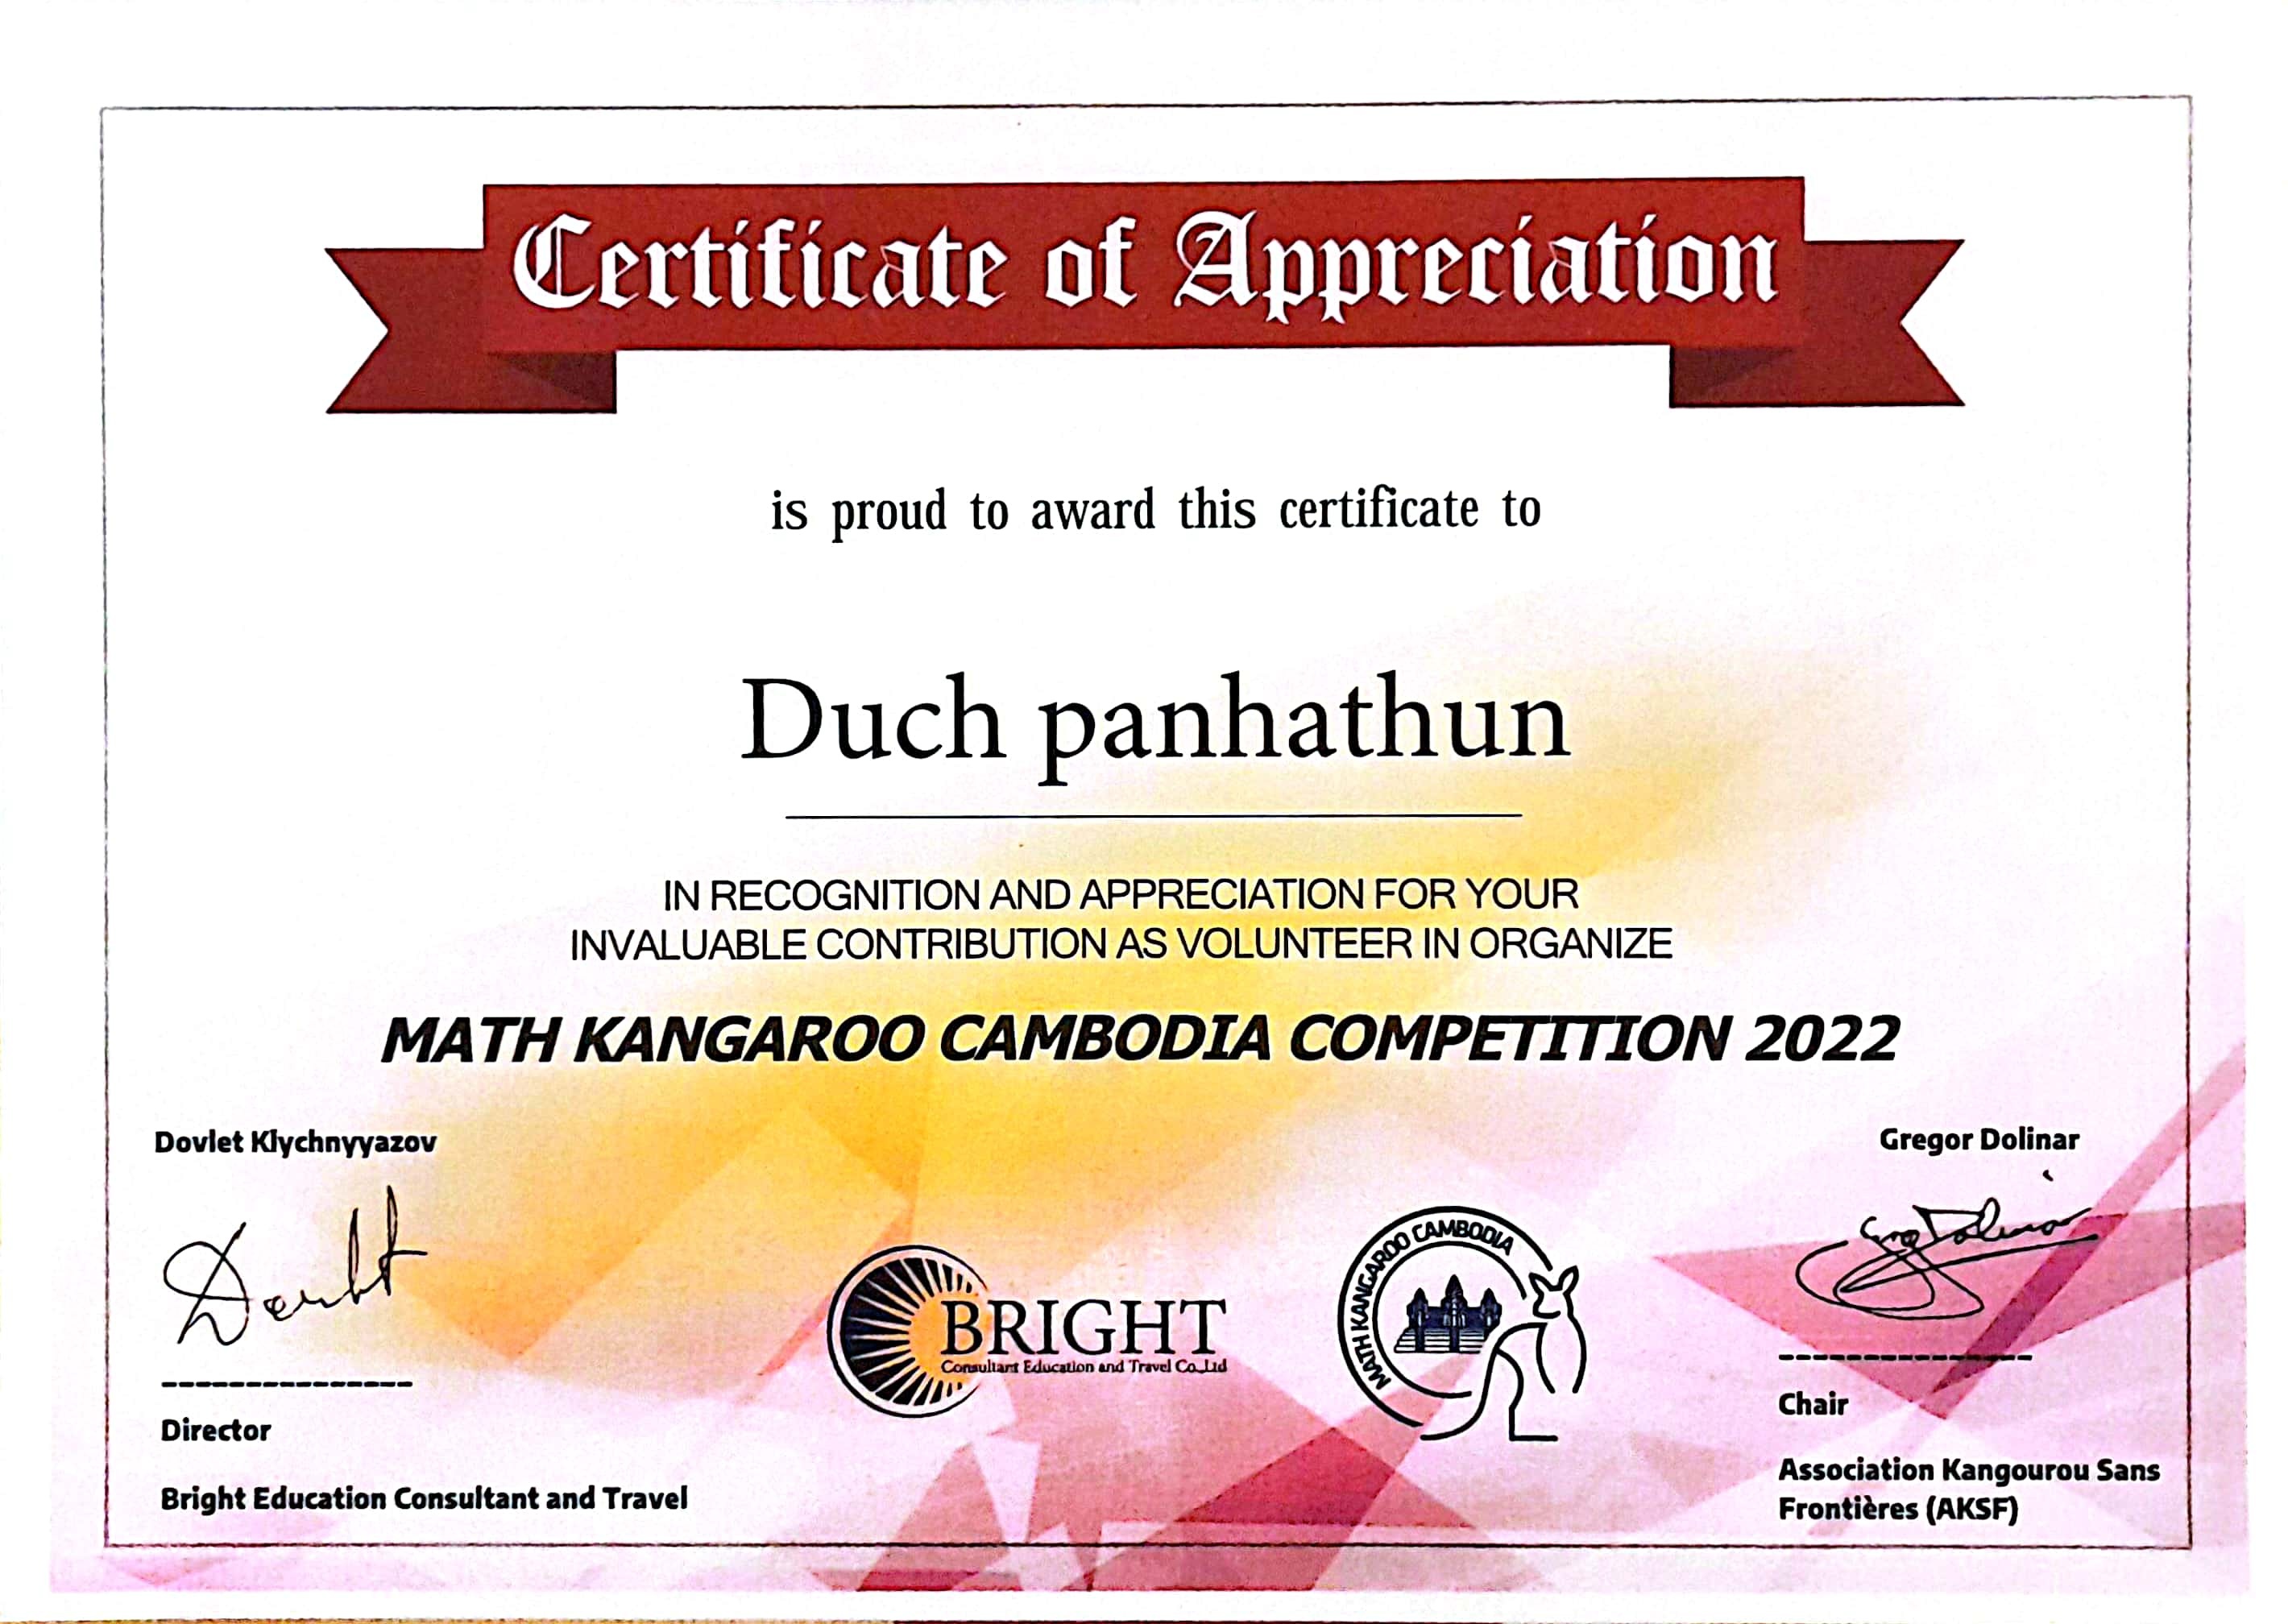 Certificate of Appreciation
is proud to award this certificate to
Duch panhathun
IN RECOGNITION AND APPRECIATION FOR YOUR
INVALUABLE CONTRIBUTION AS VOLUNTEER IN ORGANIZE
MATH KANGAROO CAMBODIA COMPETITION 2022
Dovlet Klychnyyazov
Director
Bright Education Consultant and Travel
BRIGHT
Consultant Education and Travel Co.,Ltd
MATH KANGAROO CAMBODIA
Gregor Dolinar
Chair
Association Kangourou Sans
Frontières (AKSF)